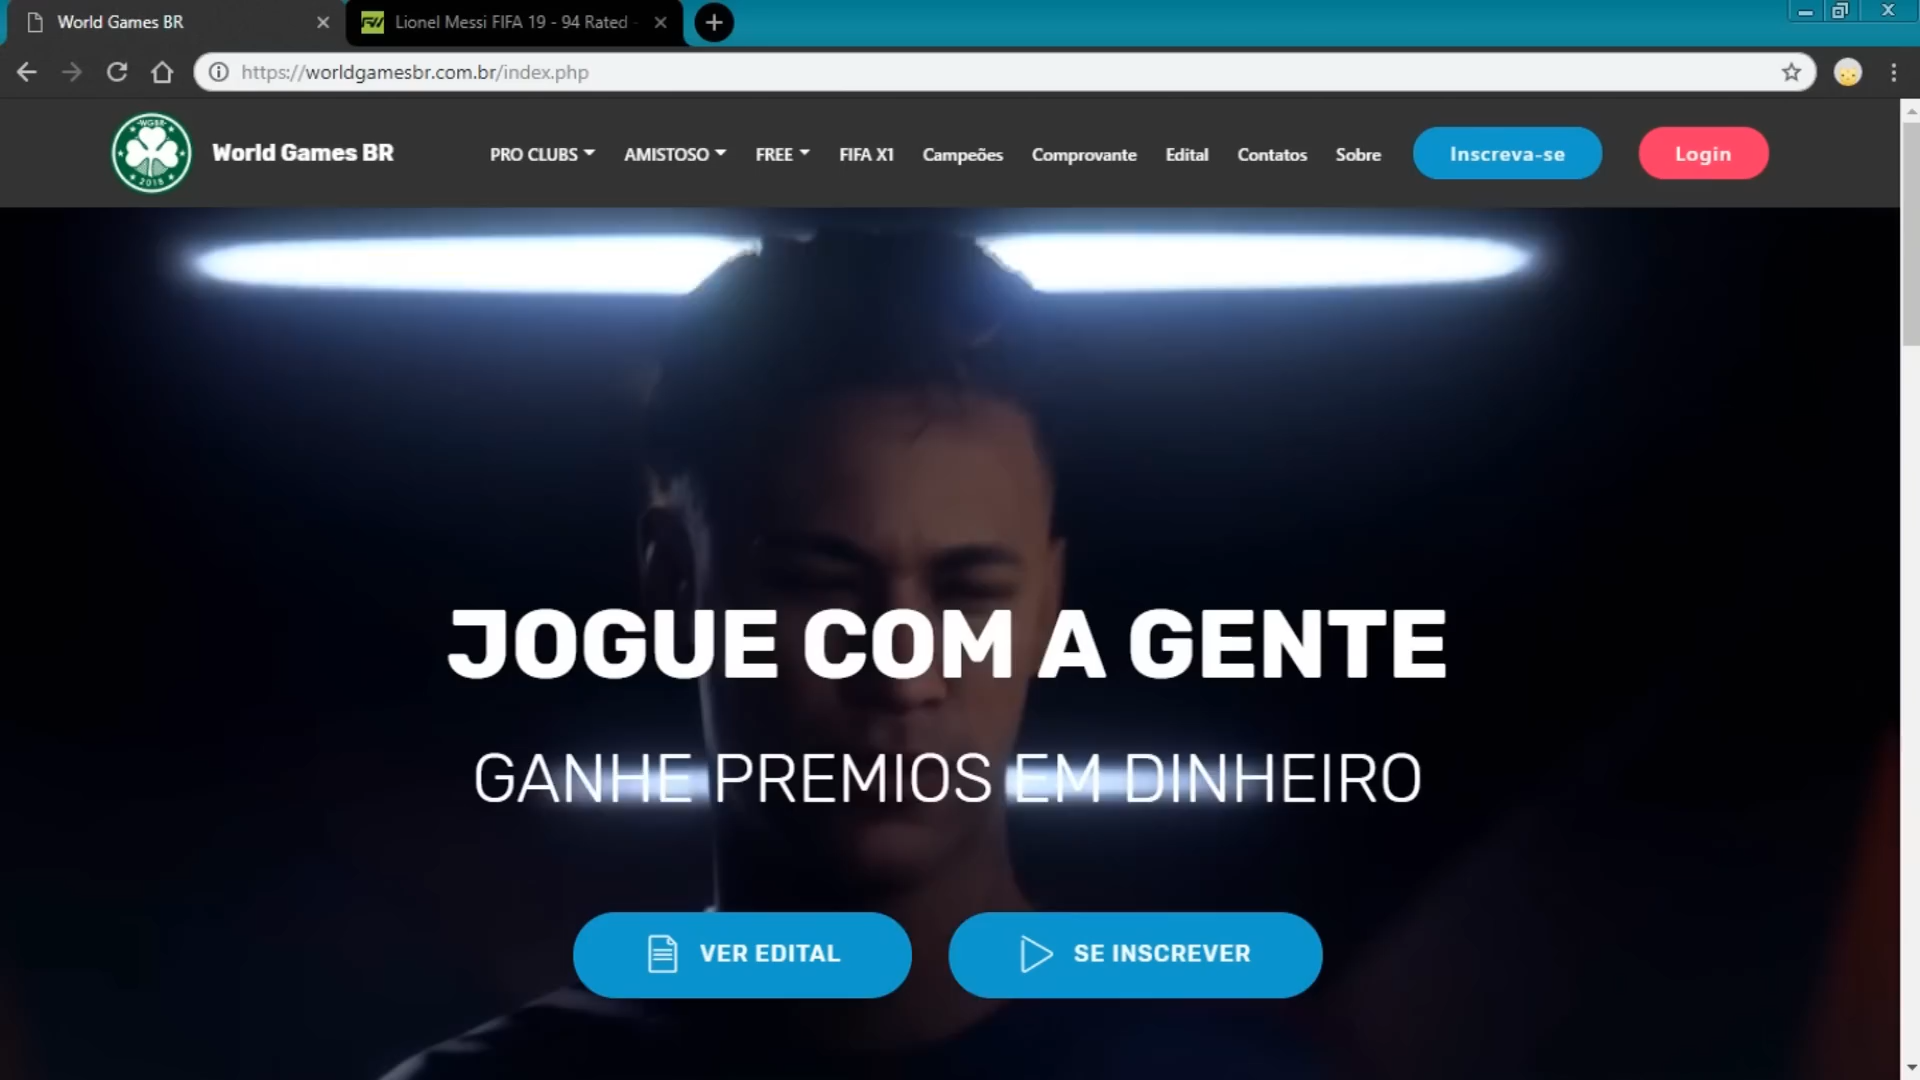 World Games BR
Lionel Messi FIFA 19 - 94 Rated -
https://worldgamesbr.com.br/index.php
WGBR
2018
World Games BR
PRO CLUBS
AMISTOSO
FREE
FIFA X1
Campeões
Comprovante
Edital
Contatos
Sobre
Inscreva-se
Login
JOGUE COM A GENTE
GANHE PREMIOS EM DINHEIRO
VER EDITAL
SE INSCREVER